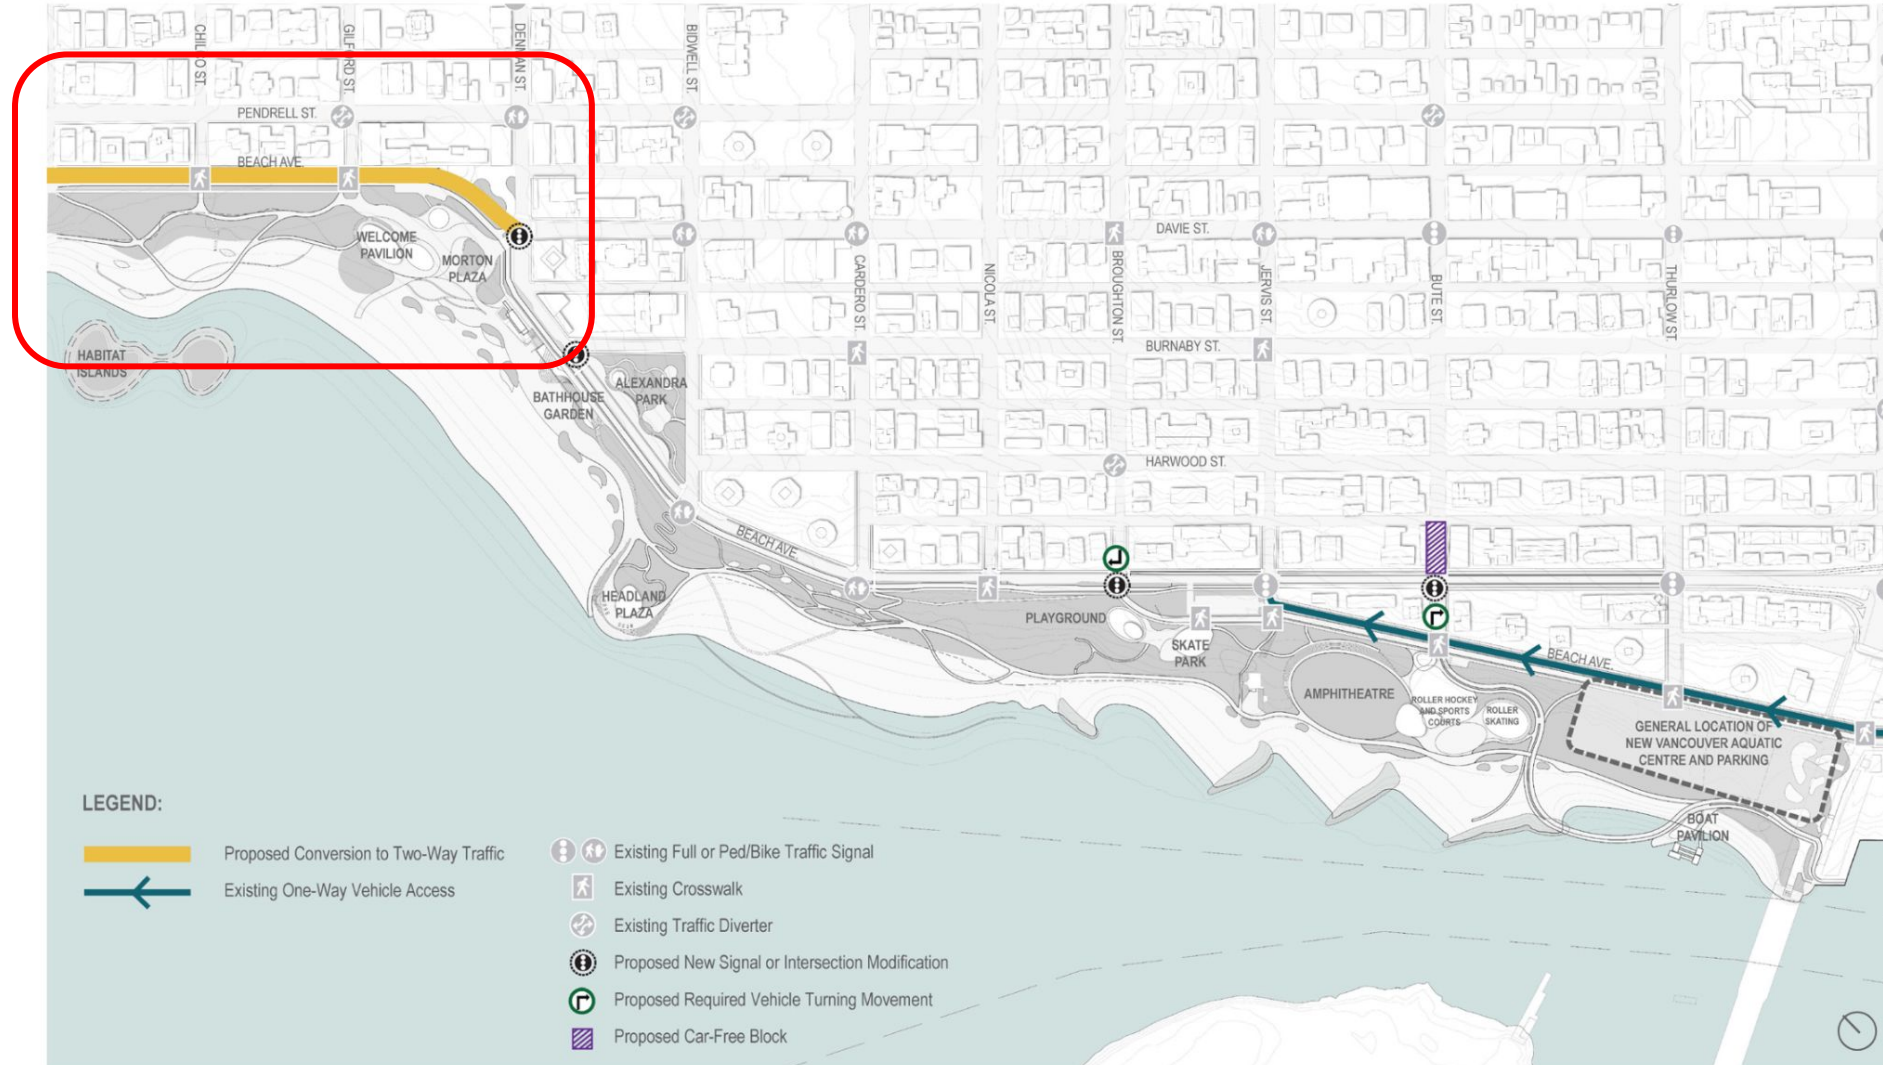 CHILCO ST.
GILFORD ST.
DENMAN ST.
BIDWELL ST.
PENDRELL ST.
BEACH AVE.
WELCOME
PAVILION
MORTON
PLAZA
DAVIE ST.
CARDERO ST.
NICOLA ST.
BROUGHTON ST.
JERVIS ST.
BUTE ST.
THURLOW ST.
HABITAT
ISLANDS
BURNABY ST.
BATHHOUSE
GARDEN
ALEXANDRA
PARK
HARWOOD ST.
BEACH AVE.
HEADLAND
PLAZA
PLAYGROUND
SKATE
PARK
BEACH AVE.
AMPHITHEATRE
ROLLER HOCKEY
AND SPORTS
COURTS
ROLLER
SKATING
GENERAL LOCATION OF
NEW VANCOUVER AQUATIC
CENTRE AND PARKING
BOAT
PAVILION
LEGEND:
Proposed Conversion to Two-Way Traffic
Existing One-Way Vehicle Access
Existing Full or Ped/Bike Traffic Signal
Existing Crosswalk
Existing Traffic Diverter
Proposed New Signal or Intersection Modification
Proposed Required Vehicle Turning Movement
Proposed Car-Free Block